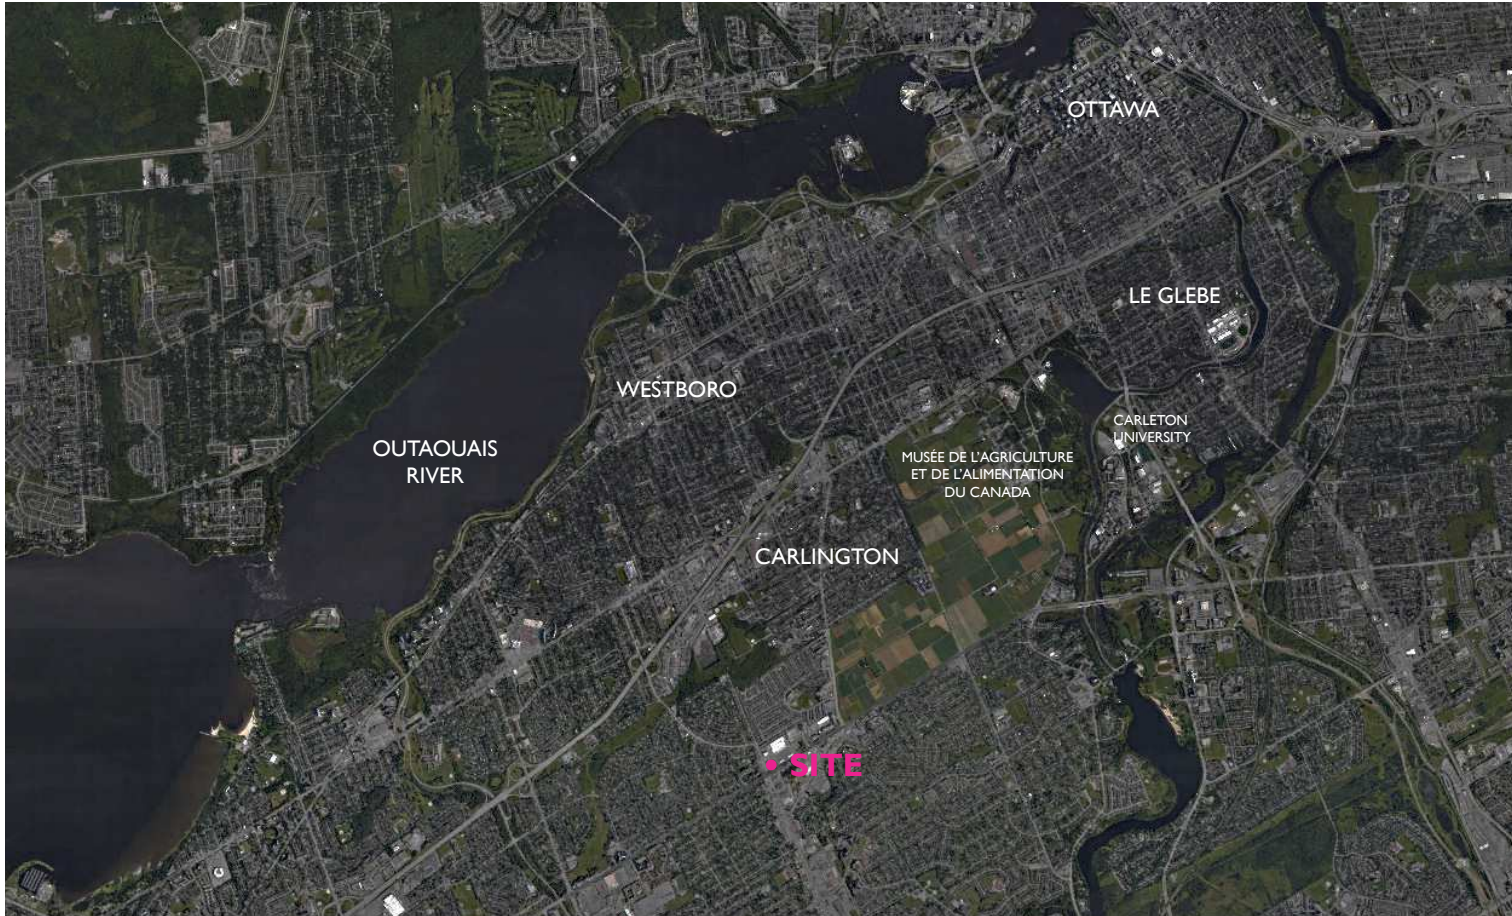 OTTAWA
LE GLEBE
WESTBORO
CARLETON
UNIVERSITY
OUTAOUAIS
RIVER
MUSÉE DE L'AGRICULTURE
ET DE L'ALIMENTATION
DU CANADA
CARLINGTON
SITE